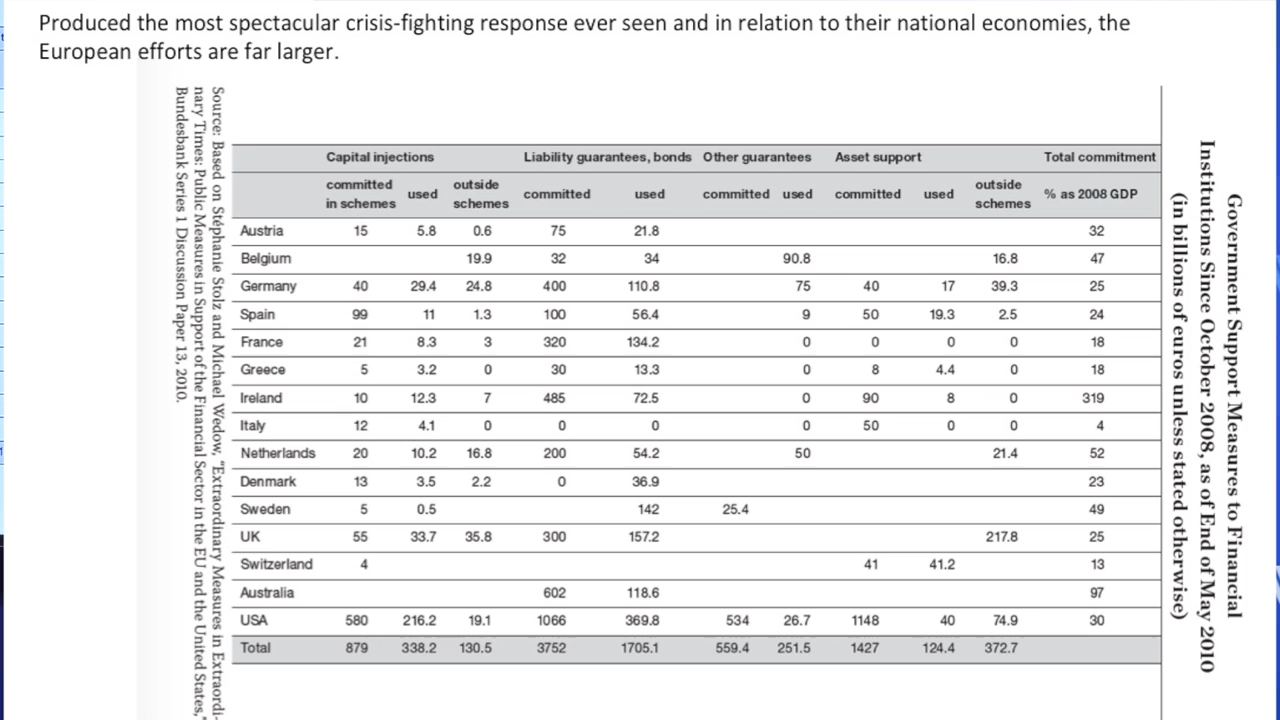 Produced the most spectacular crisis-fighting response ever seen and in relation to their national economies, the
European efforts are far larger.
Government Support Measures to Financial
Institutions Since October 2008, as of End of May 2010
(in billions of euros unless stated otherwise)
Capital injections Liability guarantees, bonds Other guarantees Asset support Total commitment
committed in schemes used outside schemes committed used committed used committed used outside schemes % as 2008 GDP
Austria 15 5.8 0.6 75 21.8 32
Belgium 19.9 32 34 90.8 16.8 47
Germany 40 29.4 24.8 400 110.8 75 40 17 39.3 25
Spain 99 11 1.3 100 56.4 9 50 19.3 2.5 24
France 21 8.3 3 320 134.2 0 0 0 0 18
Greece 5 3.2 0 30 13.3 0 8 4.4 0 18
Ireland 10 12.3 7 485 72.5 0 90 8 0 319
Italy 12 4.1 0 0 0 0 50 0 0 4
Netherlands 20 10.2 16.8 200 54.2 50 21.4 52
Denmark 13 3.5 2.2 0 36.9 23
Sweden 5 0.5 142 25.4 49
UK 55 33.7 35.8 300 157.2 217.8 25
Switzerland 4 41 41.2 13
Australia 602 118.6 97
USA 580 216.2 19.1 1066 369.8 534 26.7 1148 40 74.9 30
Total 879 338.2 130.5 3752 1705.1 559.4 251.5 1427 124.4 372.7
Source: Based on Stéphanie Stolz and Michael Wedow, "Extraordi-
nary Measures in Extraordinary Times: Public Measures in Support of the Financial Sector in the EU and the United States,"
Bundesbank Series 1 Discussion Paper 13, 2010.